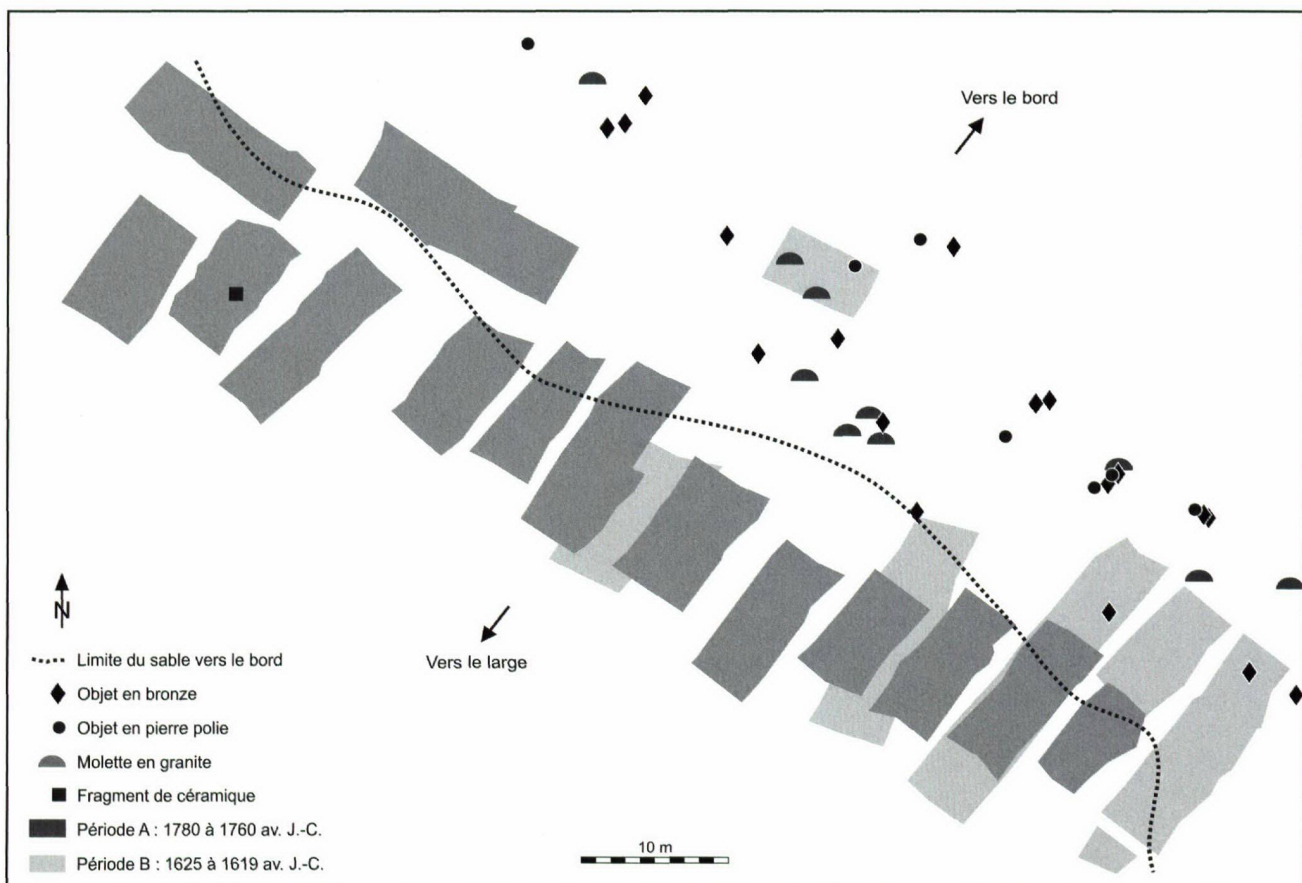 Vers le bord
N
Vers le large
Limite du sable vers le bord
Objet en bronze
Objet en pierre polie
Molette en granite
Fragment de céramique
Période A : 1780 à 1760 av. J.-C.
Période B : 1625 à 1619 av. J.-C.
10 m